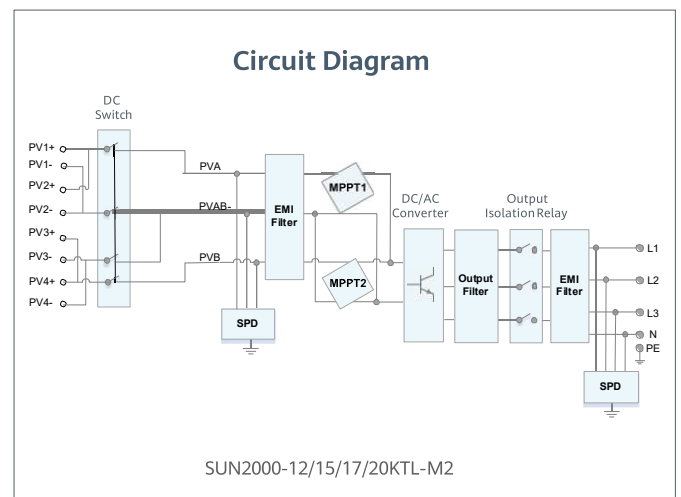 Circuit Diagram
DC
Switch
PV1+
PV1-
PV2+
PV2-
PV3+
PV3-
PV4+
PV4-
PVA
PVAB-
PVB
EMI
Filter
SPD
MPPT1
MPPT2
DC/AC
Converter
Output
Filter
Output
Isolation Relay
EMI
Filter
L1
L2
L3
N
PE
SPD
SUN2000-12/15/17/20KTL-M2